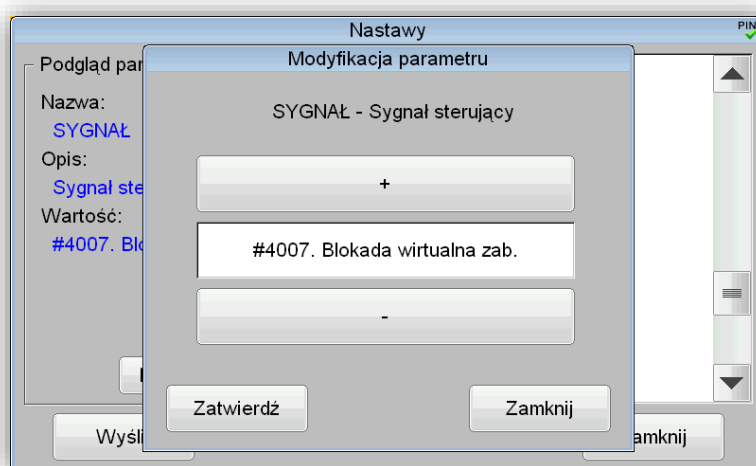 Nastawy
PIN
Modyfikacja parametru
Podgląd par
Nazwa:
SYGNAŁ
Opis:
Sygnał ste
Wartość:
#4007. Blo
SYGNAŁ - Sygnał sterujący
+
#4007. Blokada wirtualna zab.
-
Zatwierdź
Zamknij
Wyśli
amknij